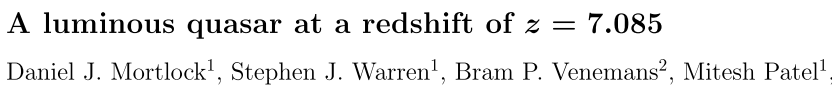 A luminous quasar at a redshift of z = 7.085
Daniel J. Mortlock¹, Stephen J. Warren¹, Bram P. Venemans², Mitesh Patel¹,